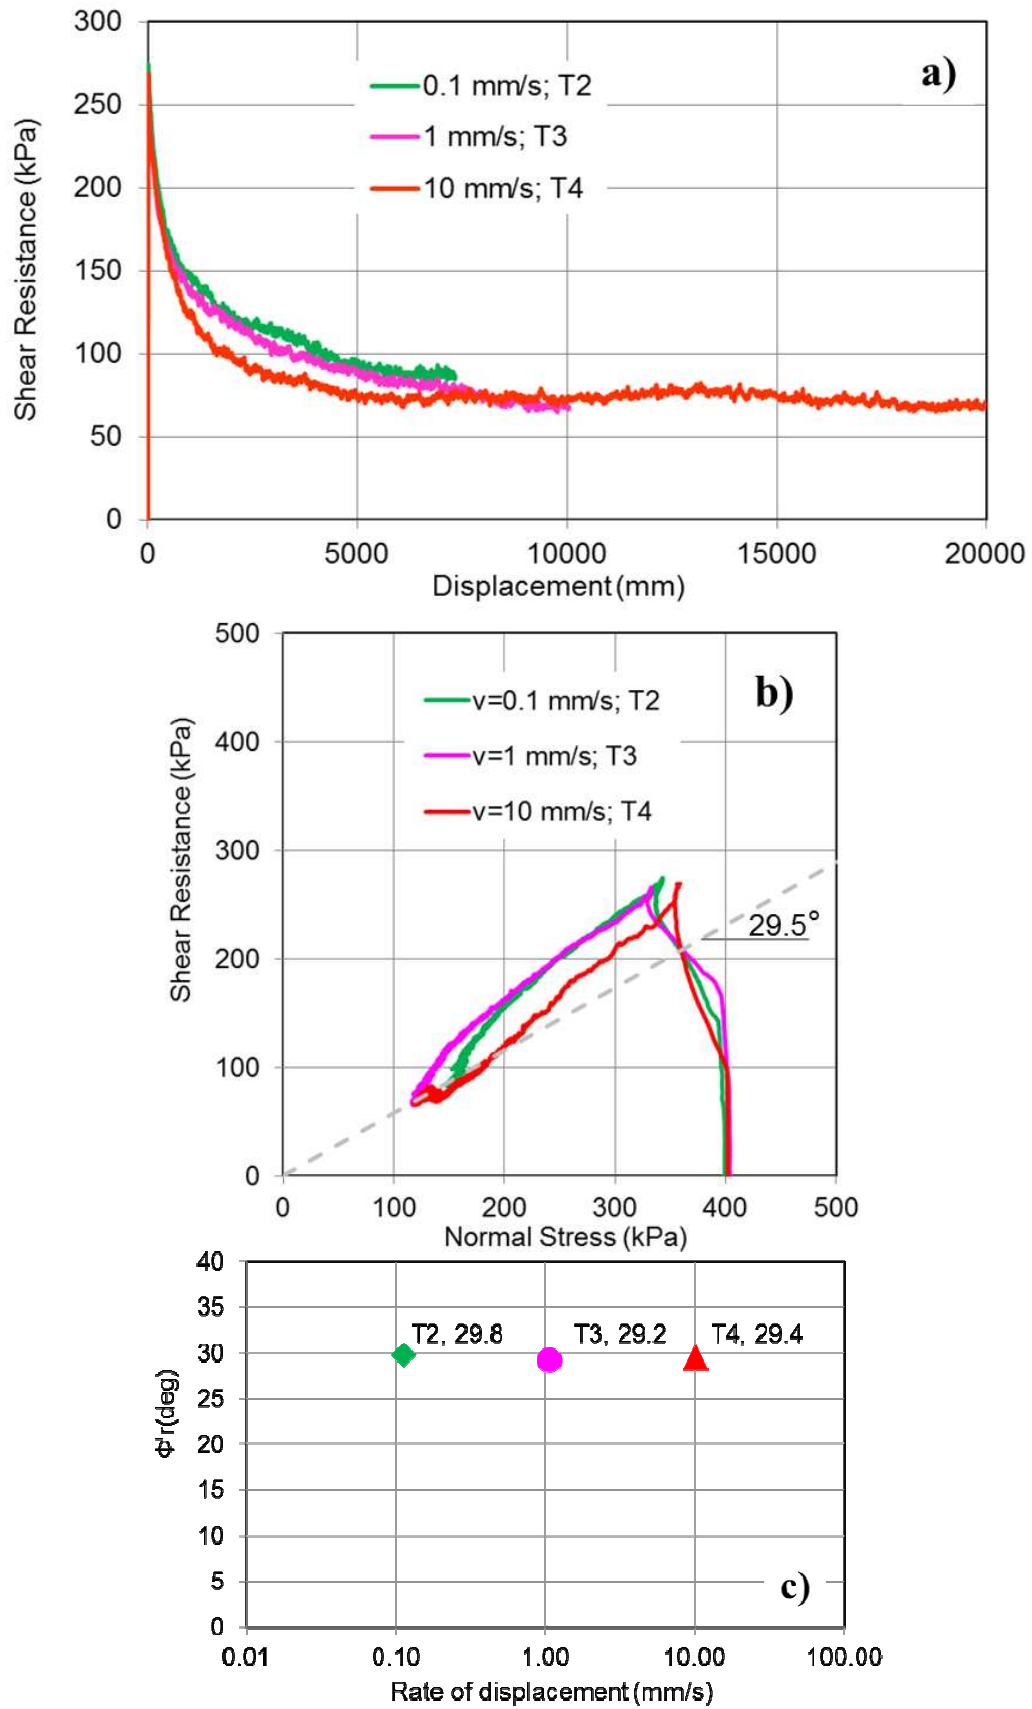 300
250
200
150
100
50
0
Shear Resistance (kPa)
a)
0.1 mm/s; T2
1 mm/s; T3
10 mm/s; T4
0 5000 10000 15000 20000
Displacement (mm)
500
400
300
200
100
0
Shear Resistance (kPa)
b)
v=0.1 mm/s; T2
v=1 mm/s; T3
v=10 mm/s; T4
29.5°
0 100 200 300 400 500
Normal Stress (kPa)
40
35
30
25
20
15
10
5
0
Φ'r(deg)
T2, 29.8 T3, 29.2 T4, 29.4
c)
0.01 0.10 1.00 10.00 100.00
Rate of displacement (mm/s)